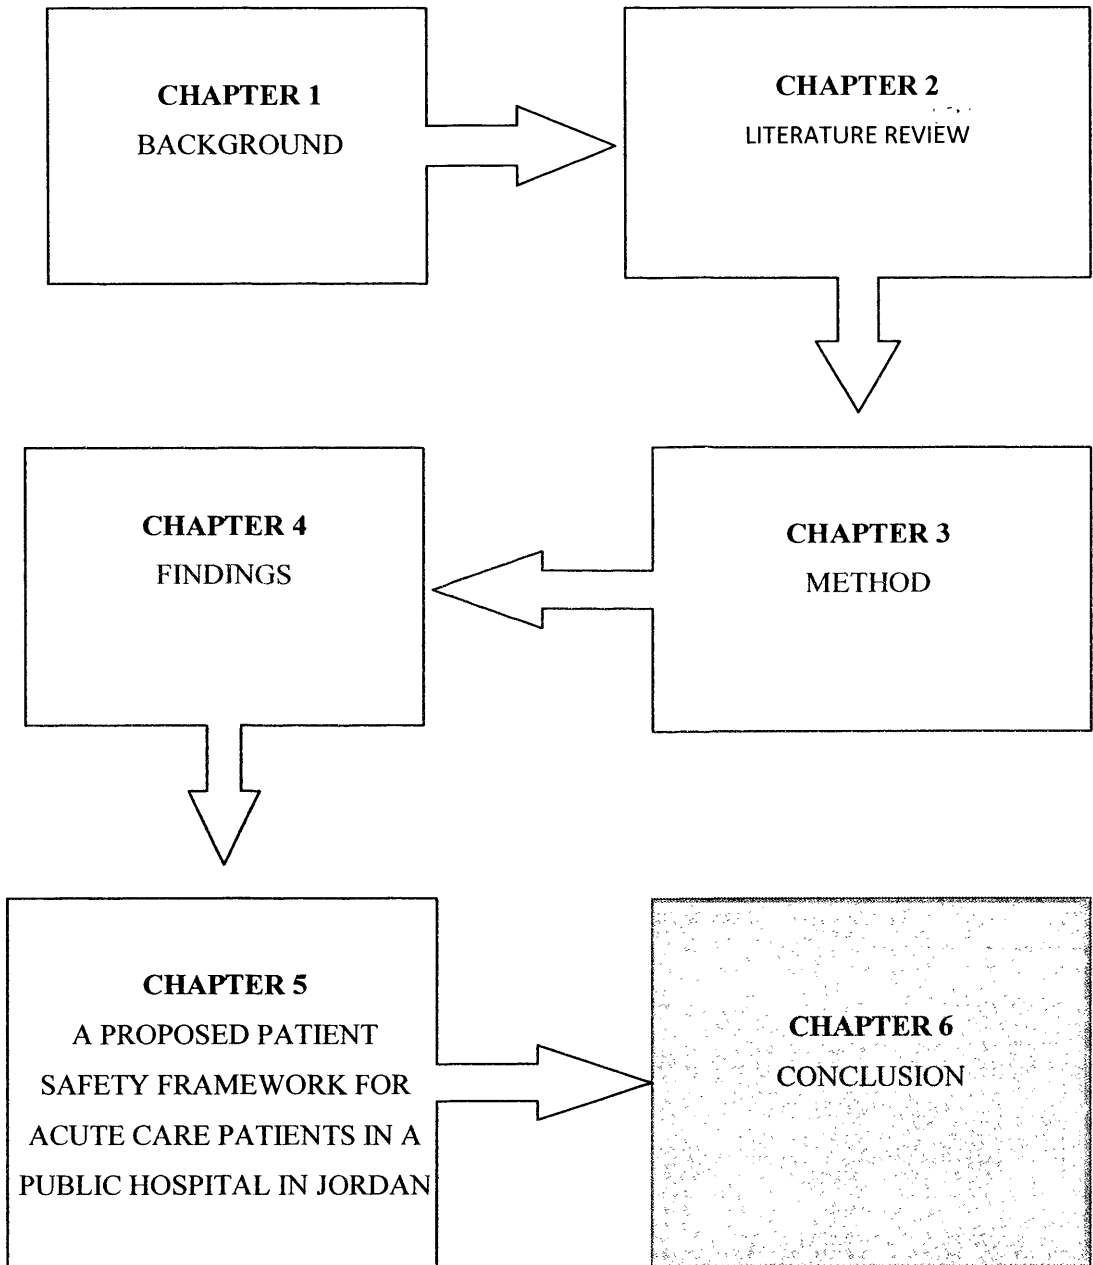 CHAPTER 1
BACKGROUND
CHAPTER 2
LITERATURE REVIEW
CHAPTER 3
METHOD
CHAPTER 4
FINDINGS
CHAPTER 5
A PROPOSED PATIENT
SAFETY FRAMEWORK FOR
ACUTE CARE PATIENTS IN A
PUBLIC HOSPITAL IN JORDAN
CHAPTER 6
CONCLUSION